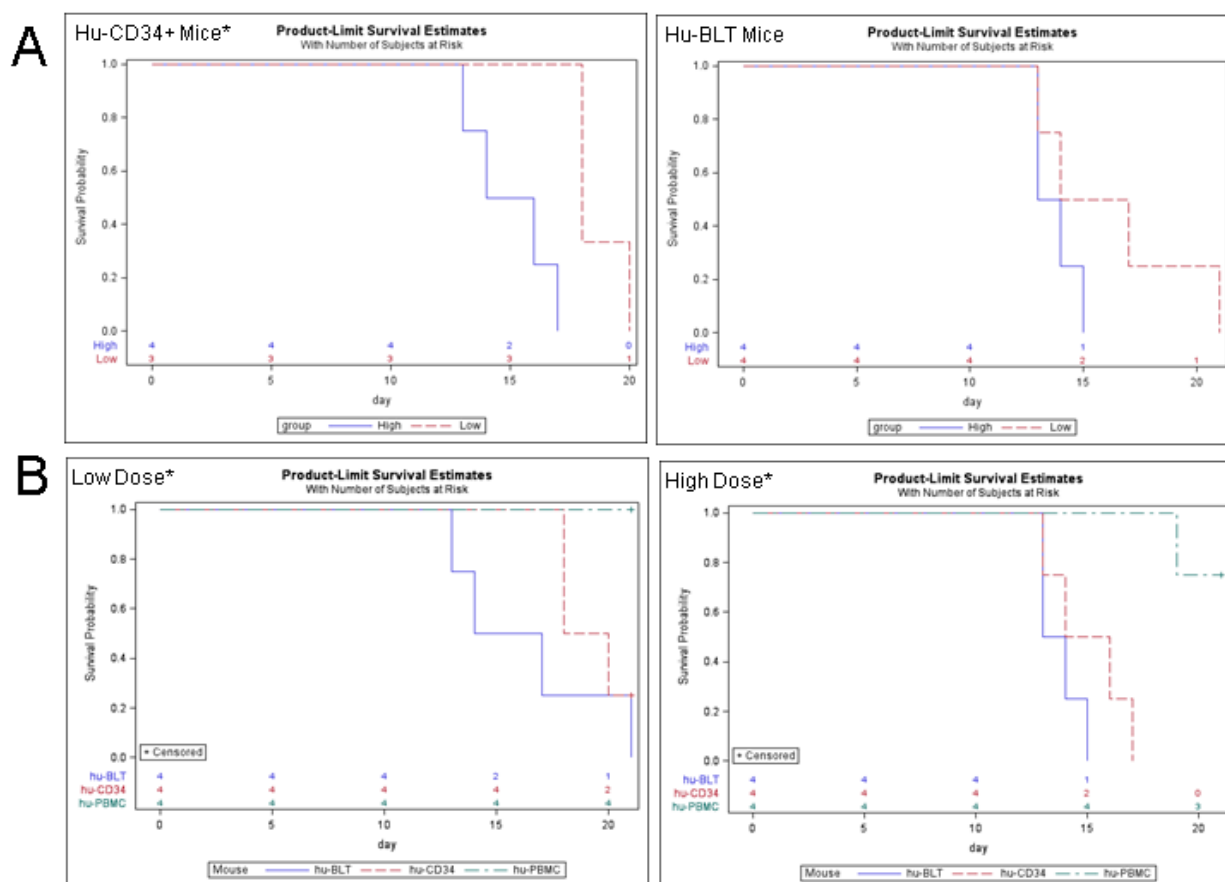 A
Hu-CD34+ Mice*
Product-Limit Survival Estimates
With Number of Subjects at Risk
1.0
0.8
0.6
0.4
0.2
0.0
Survival Probability
High 4 4 4 2 0
Low 3 3 3 3 1
0 5 10 15 20
day
group High Low
Hu-BLT Mice
Product-Limit Survival Estimates
With Number of Subjects at Risk
1.0
0.8
0.6
0.4
0.2
0.0
Survival Probability
High 4 4 4 1
Low 4 4 4 2 1
0 5 10 15 20
day
group High Low
B
Low Dose*
Product-Limit Survival Estimates
With Number of Subjects at Risk
1.0
0.8
0.6
0.4
0.2
0.0
Survival Probability
+ Censored
hu-BLT 4 4 4 2 1
hu-CD34 4 4 4 4 2
hu-PBMC 4 4 4 4 4
0 5 10 15 20
day
Mouse hu-BLT hu-CD34 hu-PBMC
High Dose*
Product-Limit Survival Estimates
With Number of Subjects at Risk
1.0
0.8
0.6
0.4
0.2
0.0
Survival Probability
+ Censored
hu-BLT 4 4 4 1
hu-CD34 4 4 4 2 0
hu-PBMC 4 4 4 4 3
0 5 10 15 20
day
Mouse hu-BLT hu-CD34 hu-PBMC